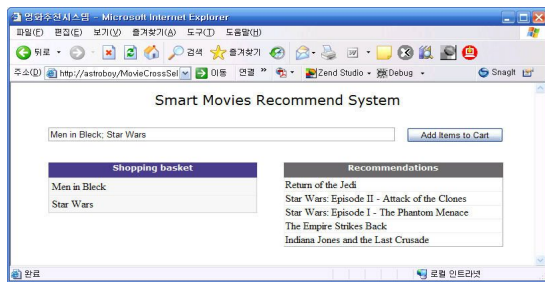 영화추천시스템 - Microsoft Internet Explorer
파일(F) 편집(E) 보기(V) 즐겨찾기(A) 도구(T) 도움말(H)
뒤로 검색 즐겨찾기
주소(D) http://astroboy/MovieCrossSel 이동 연결 » Zend Studio Debug SnagIt
Smart Movies Recommend System
Men in Bleck; Star Wars Add Items to Cart
Shopping basket Recommendations
Men in Bleck
Star Wars
Return of the Jedi
Star Wars: Episode II - Attack of the Clones
Star Wars: Episode I - The Phantom Menace
The Empire Strikes Back
Indiana Jones and the Last Crusade
완료 로컬 인트라넷